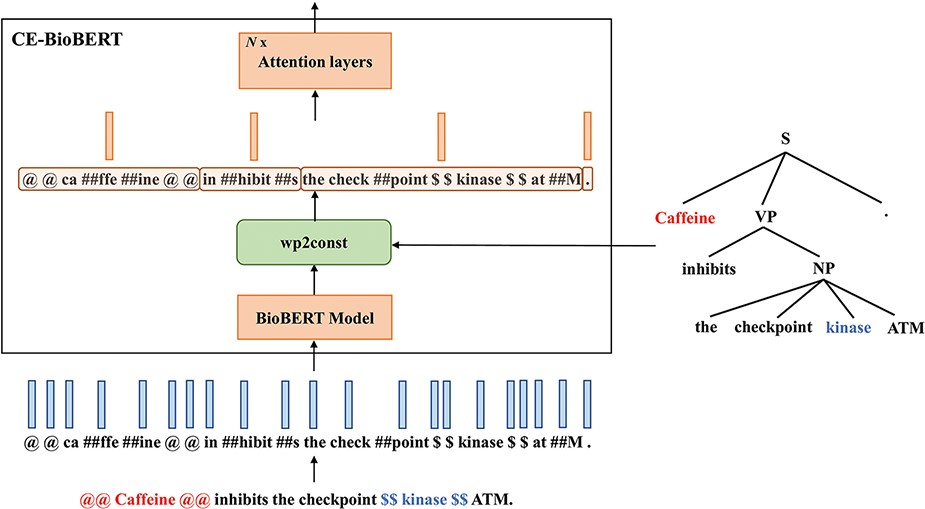 CE-BioBERT
N x
Attention layers
@ @ ca ##ffe ##ine @ @ in ##hibit ##s the check ##point $ $ kinase $ $ at ##M .
wp2const
BioBERT Model
@ @ ca ##ffe ##ine @ @ in ##hibit ##s the check ##point $ $ kinase $ $ at ##M .
@@ Caffeine @@ inhibits the checkpoint $$ kinase $$ ATM.
S
Caffeine VP .
inhibits NP
the checkpoint kinase ATM